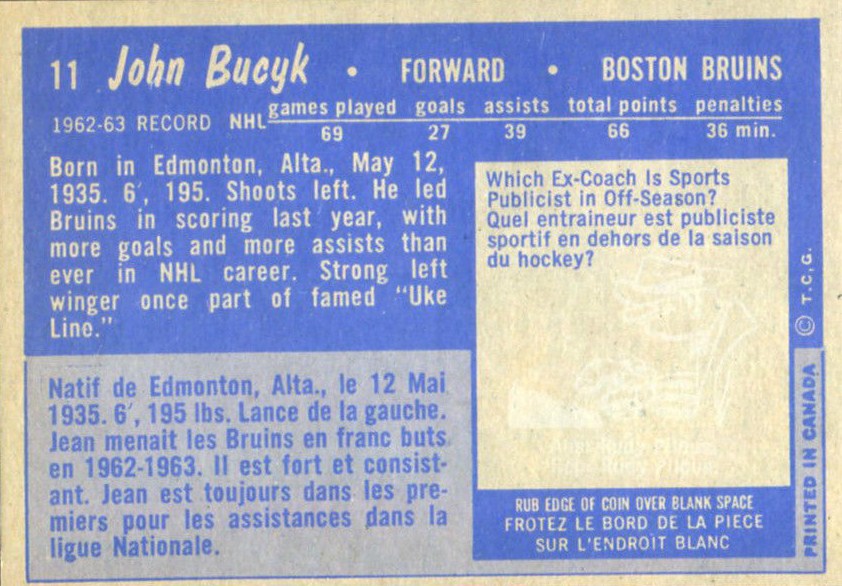 11 John Bucyk • FORWARD • BOSTON BRUINS
games played goals assists total points penalties
1962-63 RECORD NHL 69 27 39 66 36 min.
Born in Edmonton, Alta., May 12,
1935. 6', 195. Shoots left. He led
Bruins in scoring last year, with
more goals and more assists than
ever in NHL career. Strong left
winger once part of famed "Uke
Line."
Natif de Edmonton, Alta., le 12 Mai
1935. 6', 195 lbs. Lance de la gauche.
Jean menait les Bruins en franc buts
en 1962-1963. Il est fort et consist-
ant. Jean est toujours dans les pre-
miers pour les assistances dans la
ligue Nationale.
Which Ex-Coach Is Sports
Publicist in Off-Season?
Quel entraineur est publiciste
sportif en dehors de la saison
du hockey?
RUB EDGE OF COIN OVER BLANK SPACE
FROTEZ LE BORD DE LA PIECE
SUR L'ENDROIT BLANC
PRINTED IN CANADA © T.C.G.